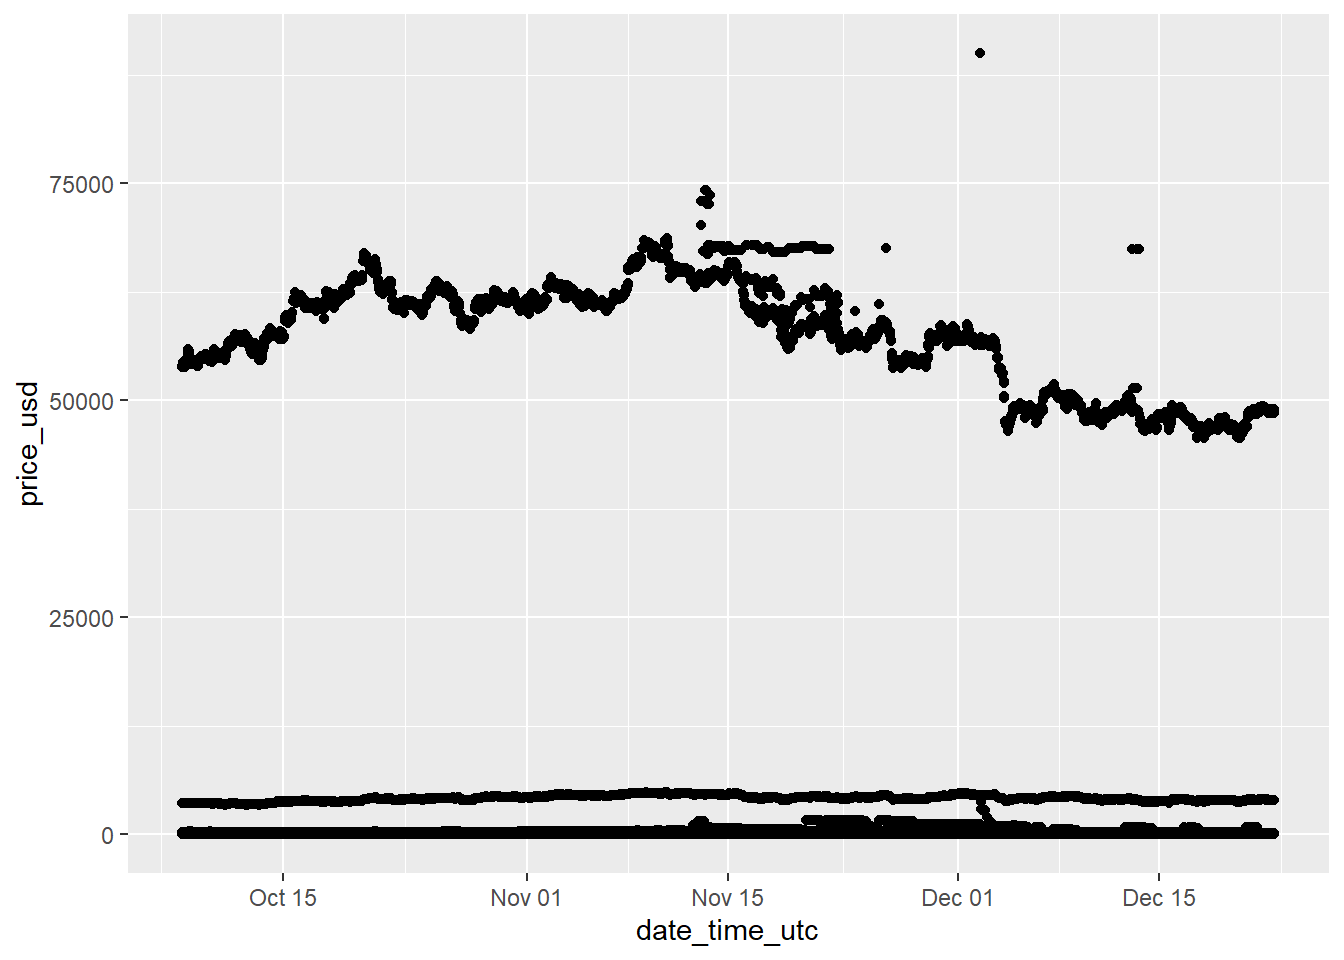 75000
50000
25000
0
price_usd
Oct 15
Nov 01
Nov 15
Dec 01
Dec 15
date_time_utc